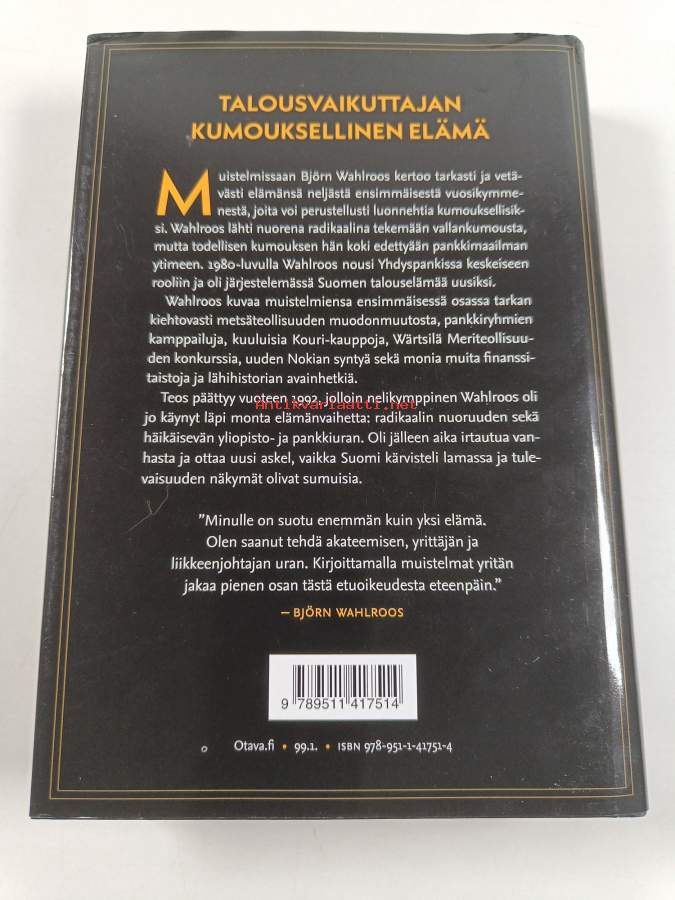 TALOUSVAIKUTTAJAN
KUMOUKSELLINEN ELÄMÄ
Muistelmissaan Björn Wahlroos kertoo tarkasti ja vetä-
västi elämänsä neljästä ensimmäisestä vuosikymme-
nestä, joita voi perustellusti luonnehtia kumouksellisik-
si. Wahlroos lähti nuorena radikaalina tekemään vallankumousta,
mutta todellisen kumouksen hän koki edettyään pankkimaailman
ytimeen. 1980-luvulla Wahlroos nousi Yhdyspankissa keskeiseen
rooliin ja oli järjestelemässä Suomen talouselämää uusiksi.
Wahlroos kuvaa muistelmiensa ensimmäisessä osassa tarkan
kiehtovasti metsäteollisuuden muodonmuutosta, pankkiryhmien
kamppailuja, kuuluisia Kouri-kauppoja, Wärtsilä Meriteollisuu-
den konkurssia, uuden Nokian syntyä sekä monia muita finanssi-
taistoja ja lähihistorian avainhetkiä.
Teos päättyy vuoteen 1992, jolloin nelikymppinen Wahlroos oli
Antikvariaatti.net
jo käynyt läpi monta elämänvaihetta: radikaalin nuoruuden sekä
häikäisevän yliopisto- ja pankkiuran. Oli jälleen aika irtautua van-
hasta ja ottaa uusi askel, vaikka Suomi kärvisteli lamassa ja tule-
vaisuuden näkymät olivat sumuisia.
”Minulle on suotu enemmän kuin yksi elämä.
Olen saanut tehdä akateemisen, yrittäjän ja
liikkeenjohtajan uran. Kirjoittamalla muistelmat yritän
jakaa pienen osan tästä etuoikeudesta eteenpäin.”
— BJÖRN WAHLROOS
9 789511 417514
Otava.fi • 99.1. • ISBN 978-951-1-41751-4